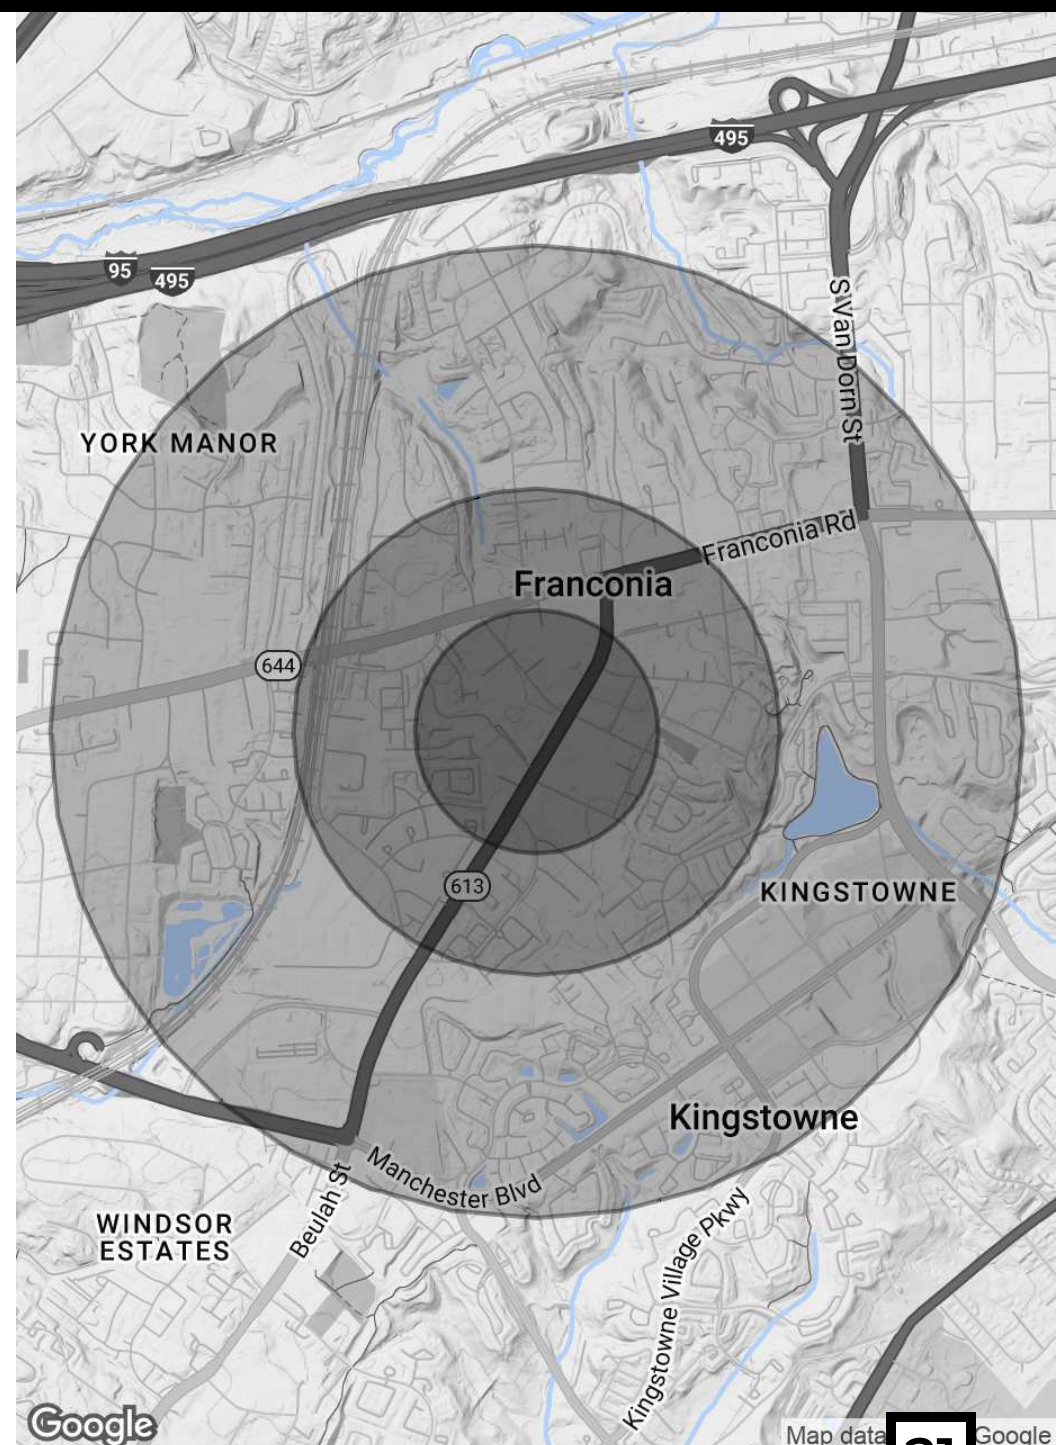 495
95
495
S Van Dorn St
YORK MANOR
Franconia Rd
Franconia
644
613
KINGSTOWNE
Kingstowne
Manchester Blvd
Beulah St
WINDSOR
ESTATES
Kingstowne Village Pkwy
Google
Map data
Google